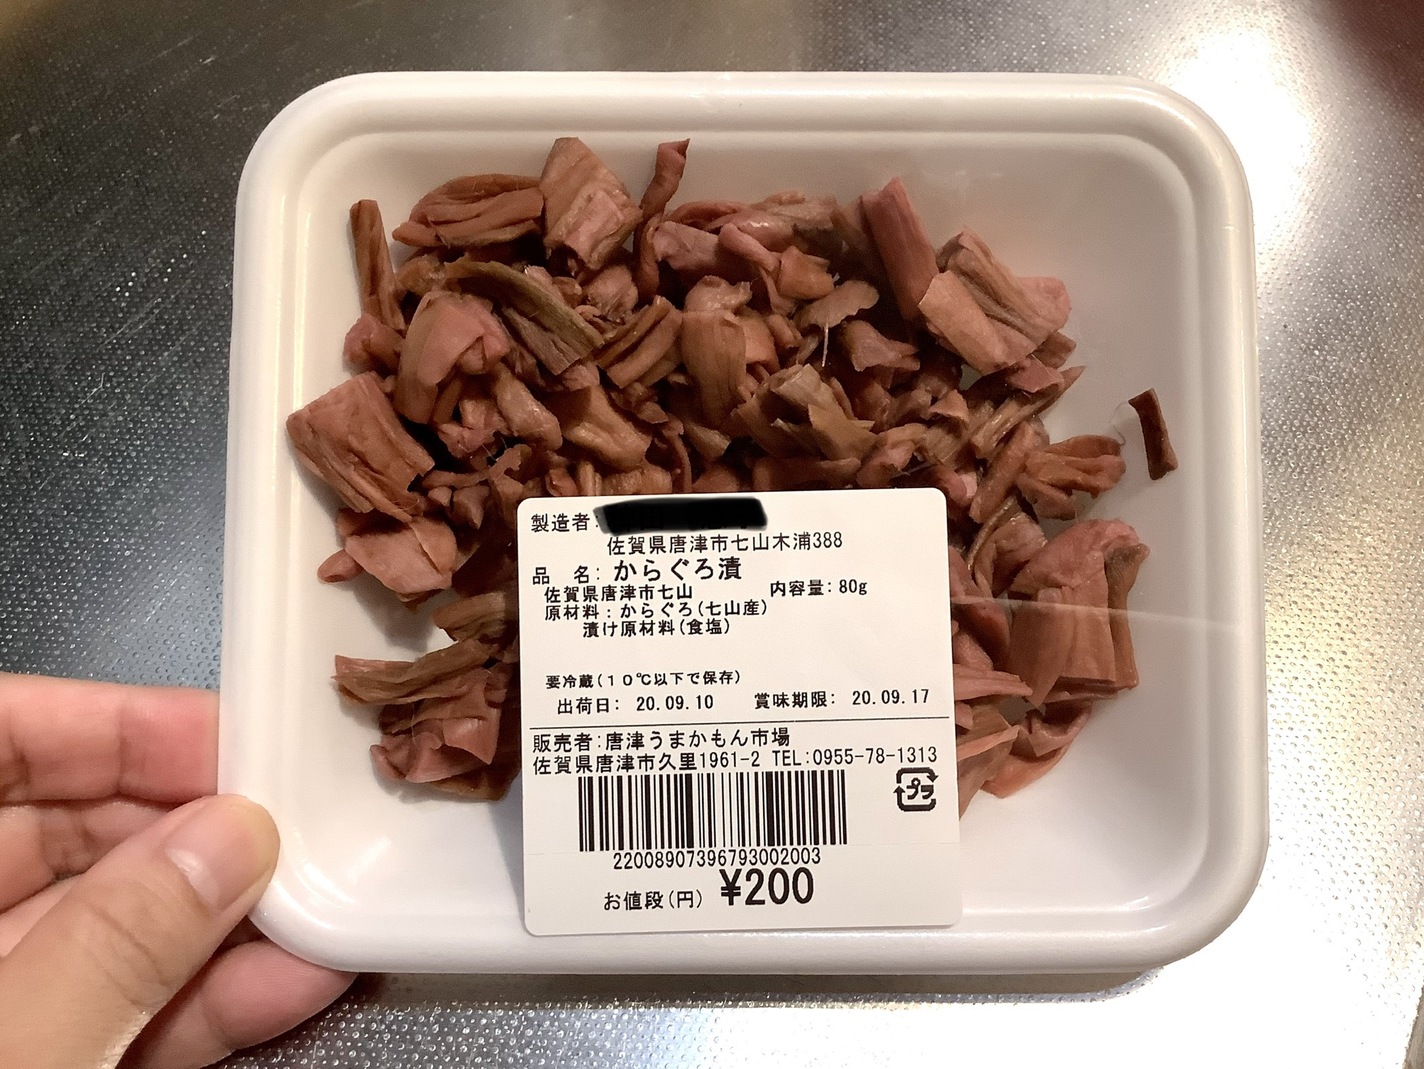 製造者:
佐賀県唐津市七山木浦388
品 名: からぐろ漬
佐賀県唐津市七山 内容量: 80g
原材料: からぐろ(七山産)
漬け原材料(食塩)
要冷蔵(10℃以下で保存)
出荷日: 20.09.10 賞味期限: 20.09.17
販売者:唐津うまかもん市場
佐賀県唐津市久里1961-2 TEL:0955-78-1313
プラ
22008907396793002003
お値段(円) ¥200